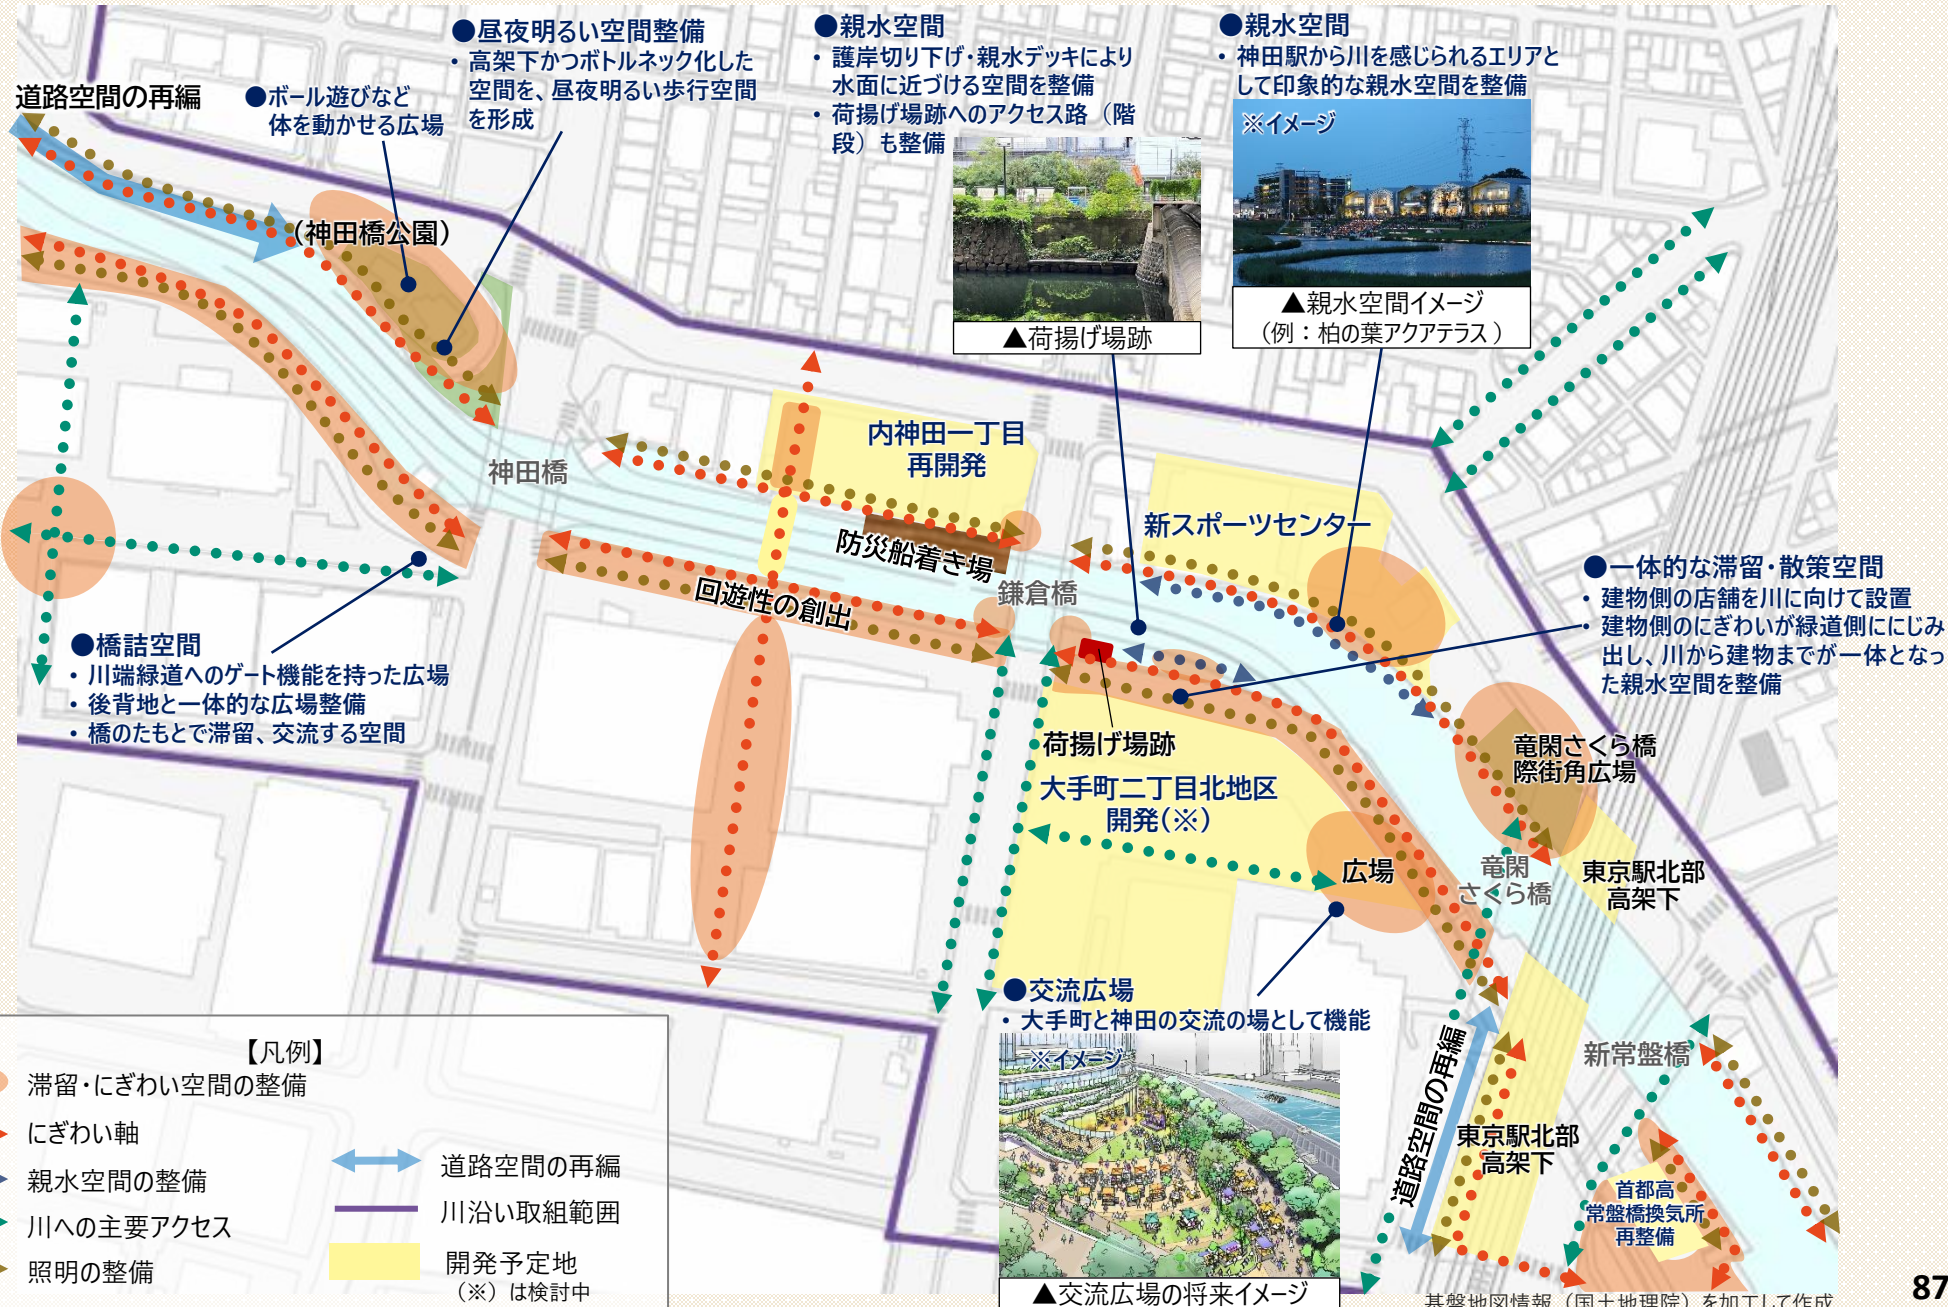 ●昼夜明るい空間整備
・高架下かつボトルネック化した
空間を、昼夜明るい歩行空間
を形成
●親水空間
・護岸切り下げ・親水デッキにより
水面に近づける空間を整備
・荷揚げ場跡へのアクセス路（階
段）も整備
●親水空間
・神田駅から川を感じられるエリアと
して印象的な親水空間を整備
※イメージ
道路空間の再編
●ボール遊びなど
体を動かせる広場
（神田橋公園）
▲荷揚げ場跡
▲親水空間イメージ
（例：柏の葉アクアテラス）
神田橋
内神田一丁目
再開発
新スポーツセンター
防災船着き場
鎌倉橋
回遊性の創出
●一体的な滞留・散策空間
・建物側の店舗を川に向けて設置
・建物側のにぎわいが緑道側ににじみ
出し、川から建物までが一体となっ
た親水空間を整備
●橋詰空間
・川端緑道へのゲート機能を持った広場
・後背地と一体的な広場整備
・橋のたもとで滞留、交流する空間
荷揚げ場跡
大手町二丁目北地区
開発(※)
竜閑さくら橋
際街角広場
広場
竜閑
さくら橋
東京駅北部
高架下
●交流広場
・大手町と神田の交流の場として機能
※イメージ
▲交流広場の将来イメージ
道路空間の再編
新常盤橋
東京駅北部
高架下
首都高
常盤橋換気所
再整備
【凡例】
滞留・にぎわい空間の整備
にぎわい軸
親水空間の整備
川への主要アクセス
照明の整備
道路空間の再編
川沿い取組範囲
開発予定地
（※）は検討中
基盤地図情報（国土地理院）を加工して作成
87